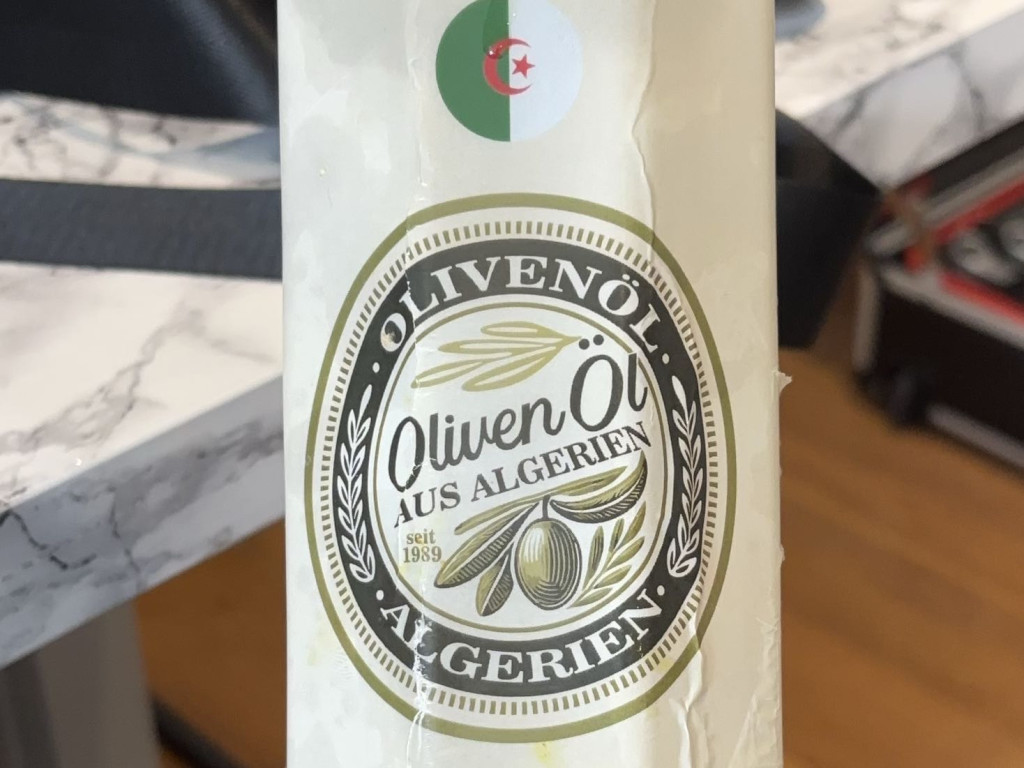 OLIVENÖL
Oliven Öl
AUS ALGERIEN
seit
1989
ALGERIEN